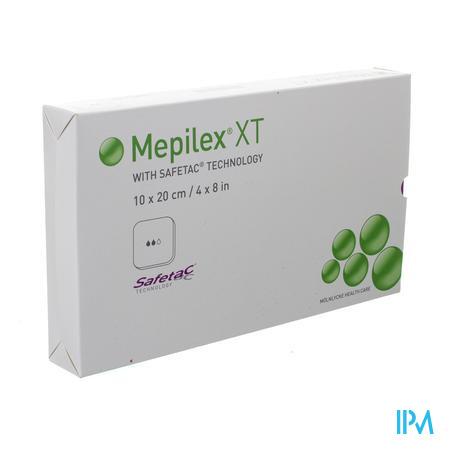 Mepilex® XT
WITH SAFETAC® TECHNOLOGY
10 x 20 cm / 4 x 8 in
Safetac
TECHNOLOGY
MÖLNLYCKE HEALTH CARE
IPM